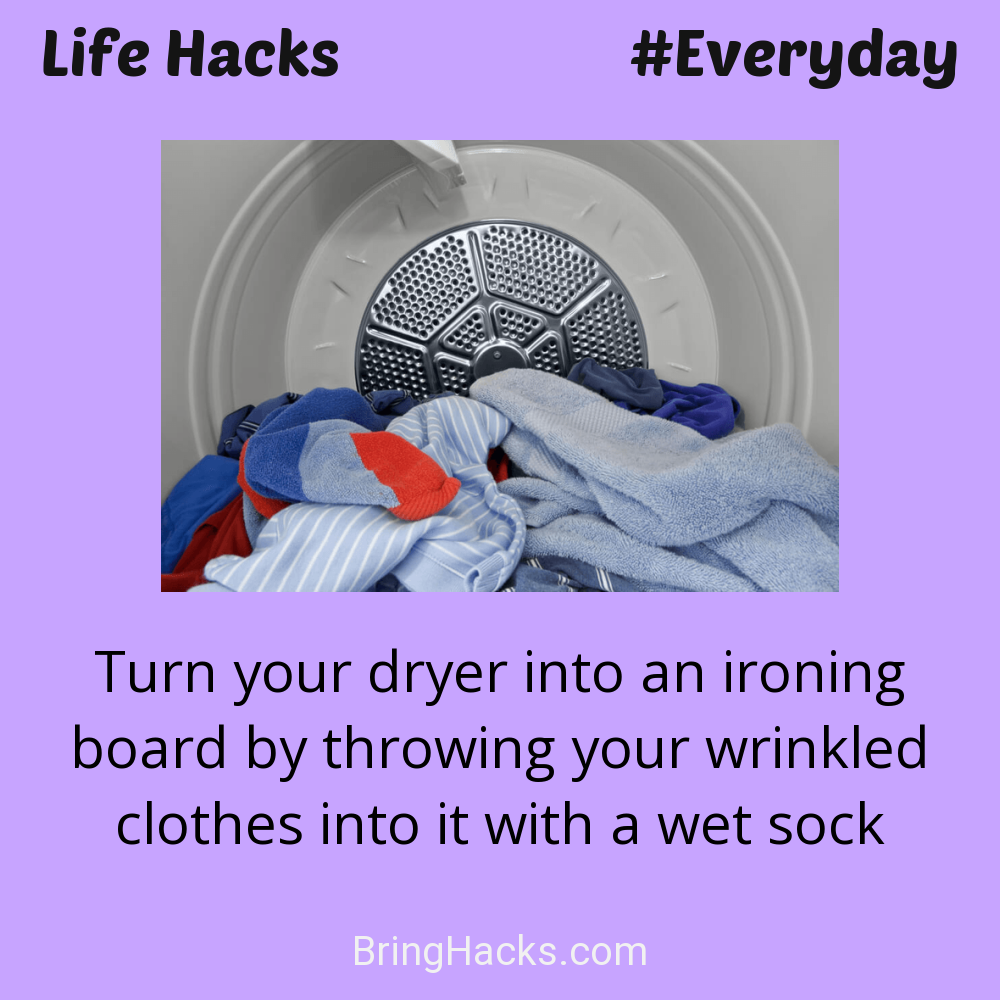 Life Hacks
#Everyday
Turn your dryer into an ironing
board by throwing your wrinkled
clothes into it with a wet sock
BringHacks.com